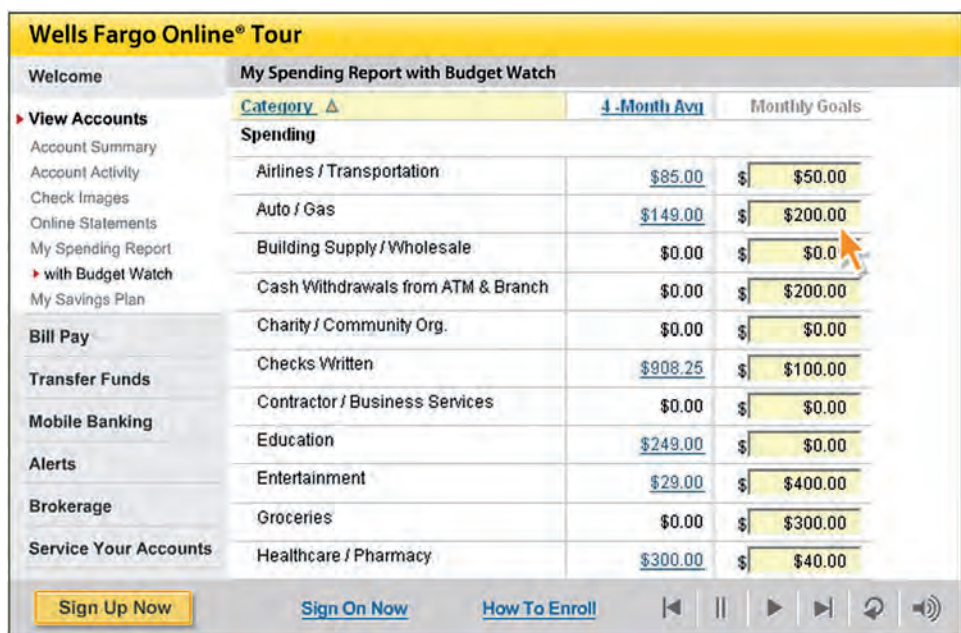 Wells Fargo Online® Tour
Welcome
View Accounts
Account Summary
Account Activity
Check Images
Online Statements
My Spending Report
with Budget Watch
My Savings Plan
Bill Pay
Transfer Funds
Mobile Banking
Alerts
Brokerage
Service Your Accounts
My Spending Report with Budget Watch
Category 4-Month Avg Monthly Goals
Spending
Airlines / Transportation $85.00 $ $50.00
Auto / Gas $149.00 $ $200.00
Building Supply / Wholesale $0.00 $ $0.0
Cash Withdrawals from ATM & Branch $0.00 $ $200.00
Charity / Community Org. $0.00 $ $0.00
Checks Written $908.25 $ $100.00
Contractor / Business Services $0.00 $ $0.00
Education $249.00 $ $0.00
Entertainment $29.00 $ $400.00
Groceries $0.00 $ $300.00
Healthcare / Pharmacy $300.00 $ $40.00
Sign Up Now Sign On Now How To Enroll